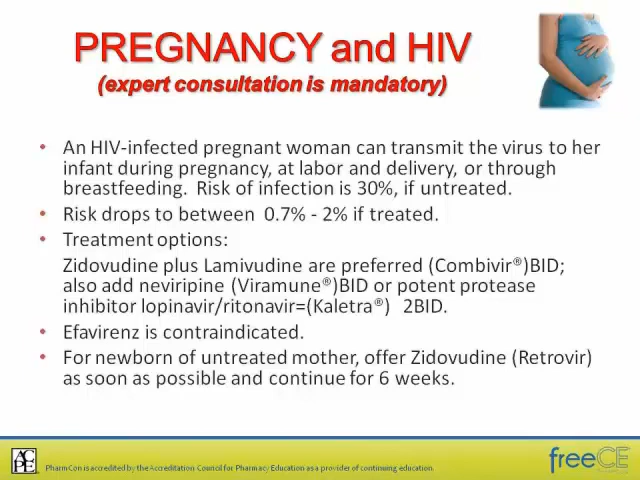 PREGNANCY and HIV
(expert consultation is mandatory)
• An HIV-infected pregnant woman can transmit the virus to her
infant during pregnancy, at labor and delivery, or through
breastfeeding. Risk of infection is 30%, if untreated.
• Risk drops to between 0.7% - 2% if treated.
• Treatment options:
Zidovudine plus Lamivudine are preferred (Combivir®)BID;
also add neviripine (Viramune®)BID or potent protease
inhibitor lopinavir/ritonavir=(Kaletra®) 2BID.
• Efavirenz is contraindicated.
• For newborn of untreated mother, offer Zidovudine (Retrovir)
as soon as possible and continue for 6 weeks.
ACPE
PharmCon is accredited by the Accreditation Council for Pharmacy Education as a provider of continuing education.
freeCE